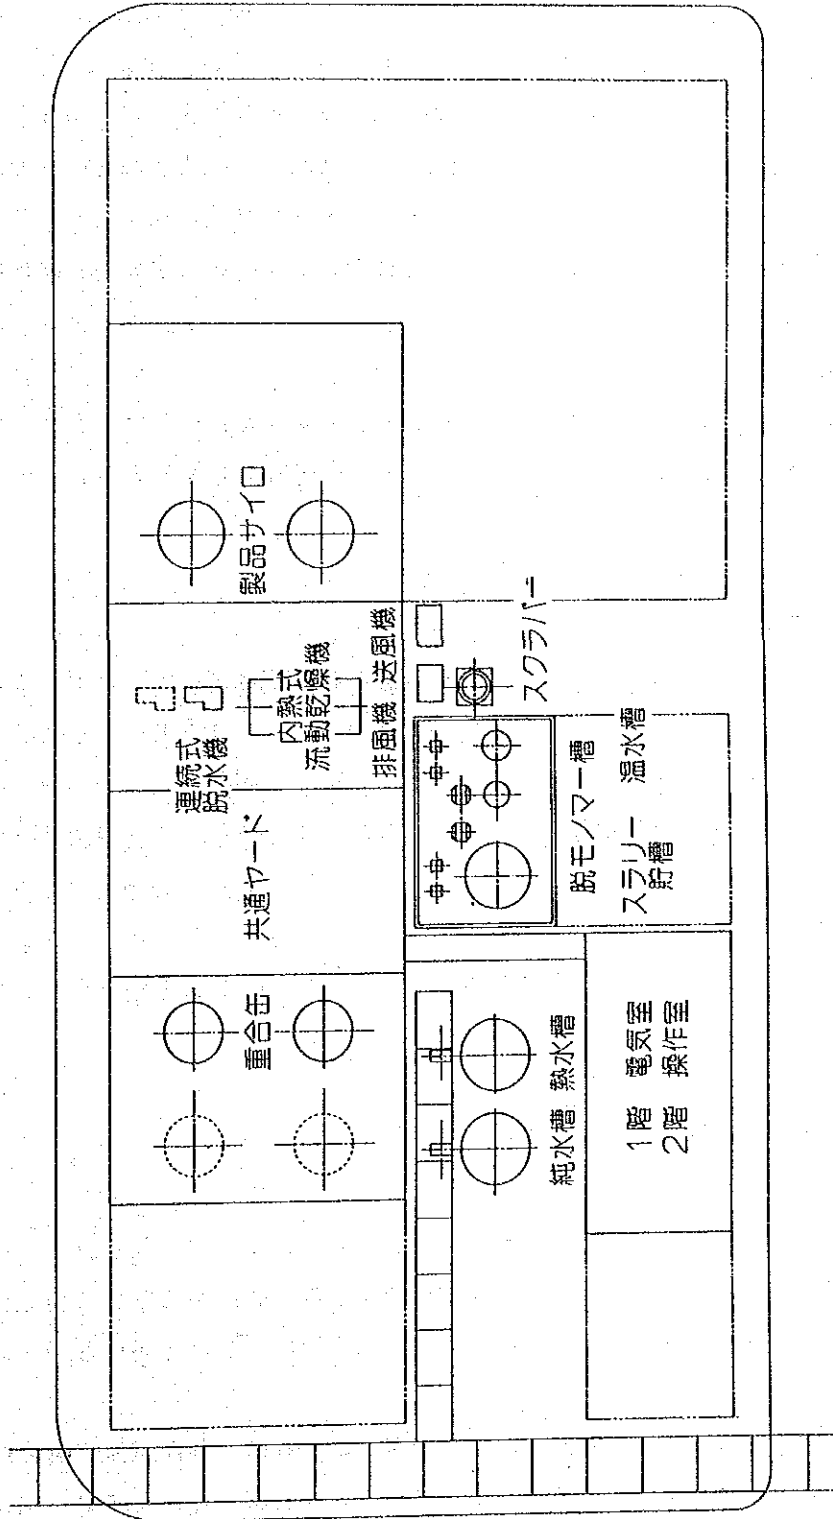 製品サイロ
連続式
脱水機
内熱式
流動乾燥機
排風機 送風機
スクラバー
共通ヤード
脱モノマー槽
スラリー
貯槽
温水槽
重合缶
純水槽 熱水槽
1階 電気室
2階 操作室